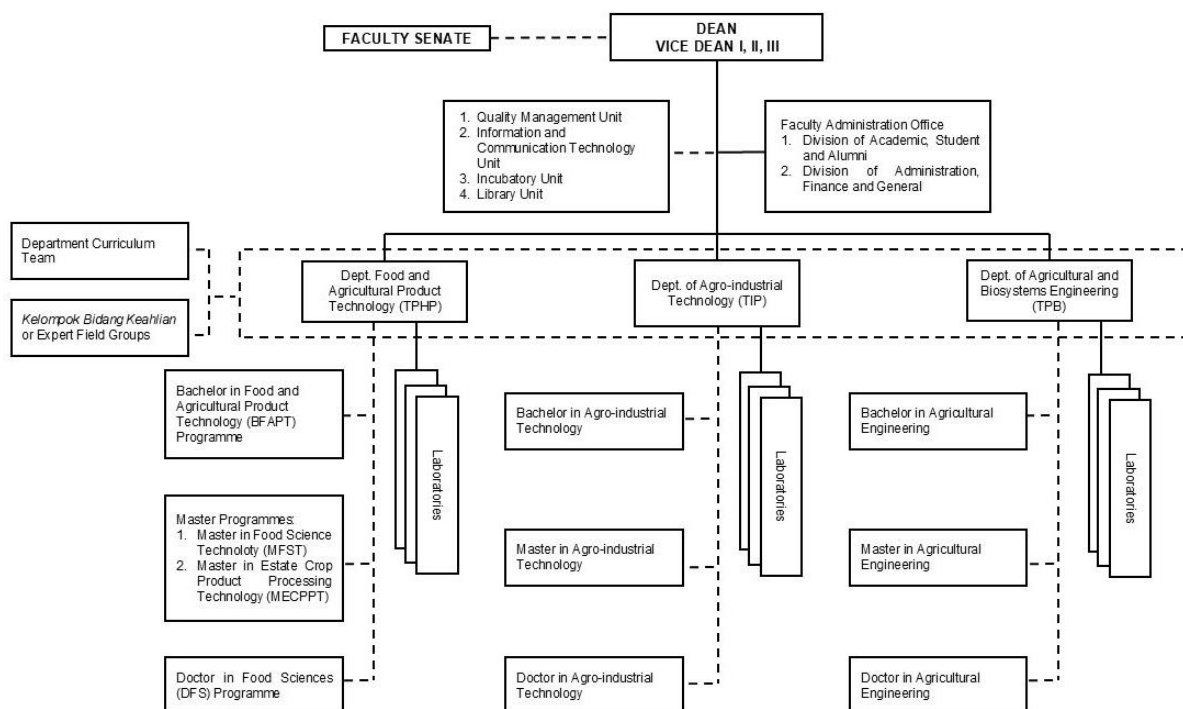 DEAN
VICE DEAN I, II, III
FACULTY SENATE
1. Quality Management Unit
2. Information and
Communication Technology
Unit
3. Incubatory Unit
4. Library Unit
Faculty Administration Office
1. Division of Academic, Student
and Alumni
2. Division of Administration,
Finance and General
Department Curriculum
Team
Kelompok Bidang Keahlian
or Expert Field Groups
Dept. Food and
Agricultural Product
Technology (TPHP)
Dept. of Agro-industrial
Technology (TIP)
Dept. of Agricultural and
Biosystems Engineering
(TPB)
Bachelor in Food and
Agricultural Product
Technology (BFAPT)
Programme
Laboratories
Bachelor in Agro-industrial
Technology
Laboratories
Bachelor in Agricultural
Engineering
Laboratories
Master Programmes:
1. Master in Food Science
Technoloty (MFST)
2. Master in Estate Crop
Product Processing
Technology (MECPPT)
Master in Agro-industrial
Technology
Master in Agricultural
Engineering
Doctor in Food Sciences
(DFS) Programme
Doctor in Agro-industrial
Technology
Doctor in Agricultural
Engineering